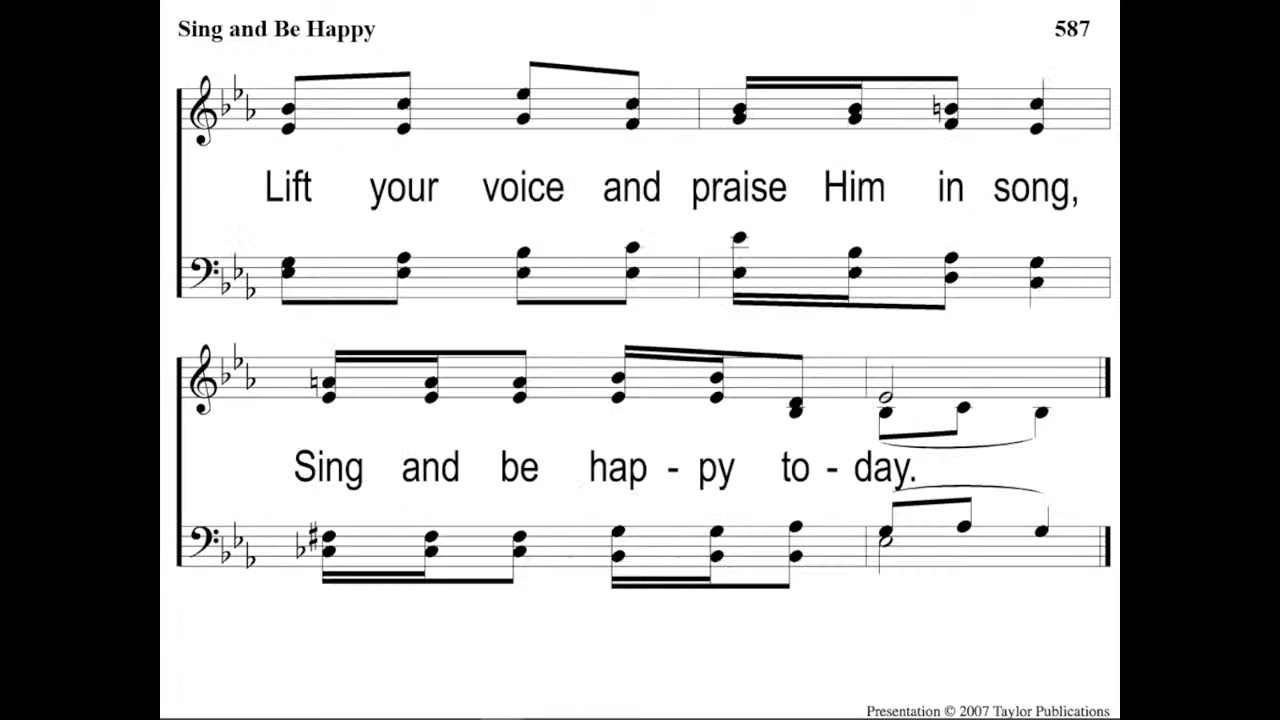 Sing and Be Happy 587
Lift your voice and praise Him in song,
Sing and be hap - py to - day.
Presentation © 2007 Taylor Publications